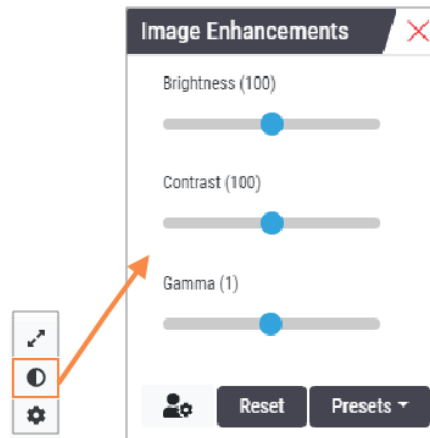 Image Enhancements
Brightness (100)
Contrast (100)
Gamma (1)
Reset Presets